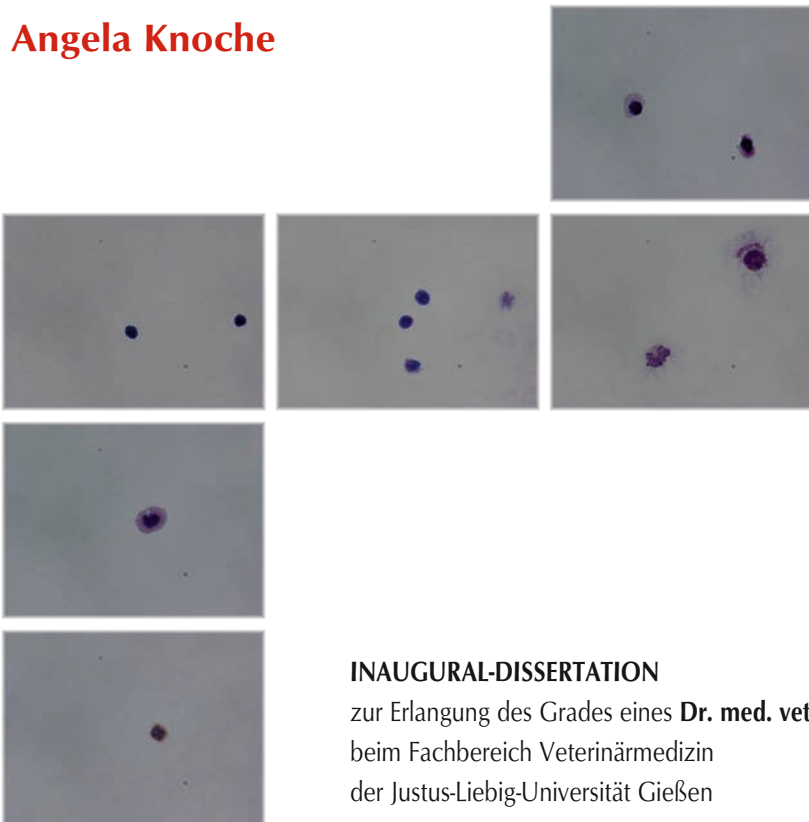 Angela Knoche
INAUGURAL-DISSERTATION
zur Erlangung des Grades eines Dr. med. vet
beim Fachbereich Veterinärmedizin
der Justus-Liebig-Universität Gießen